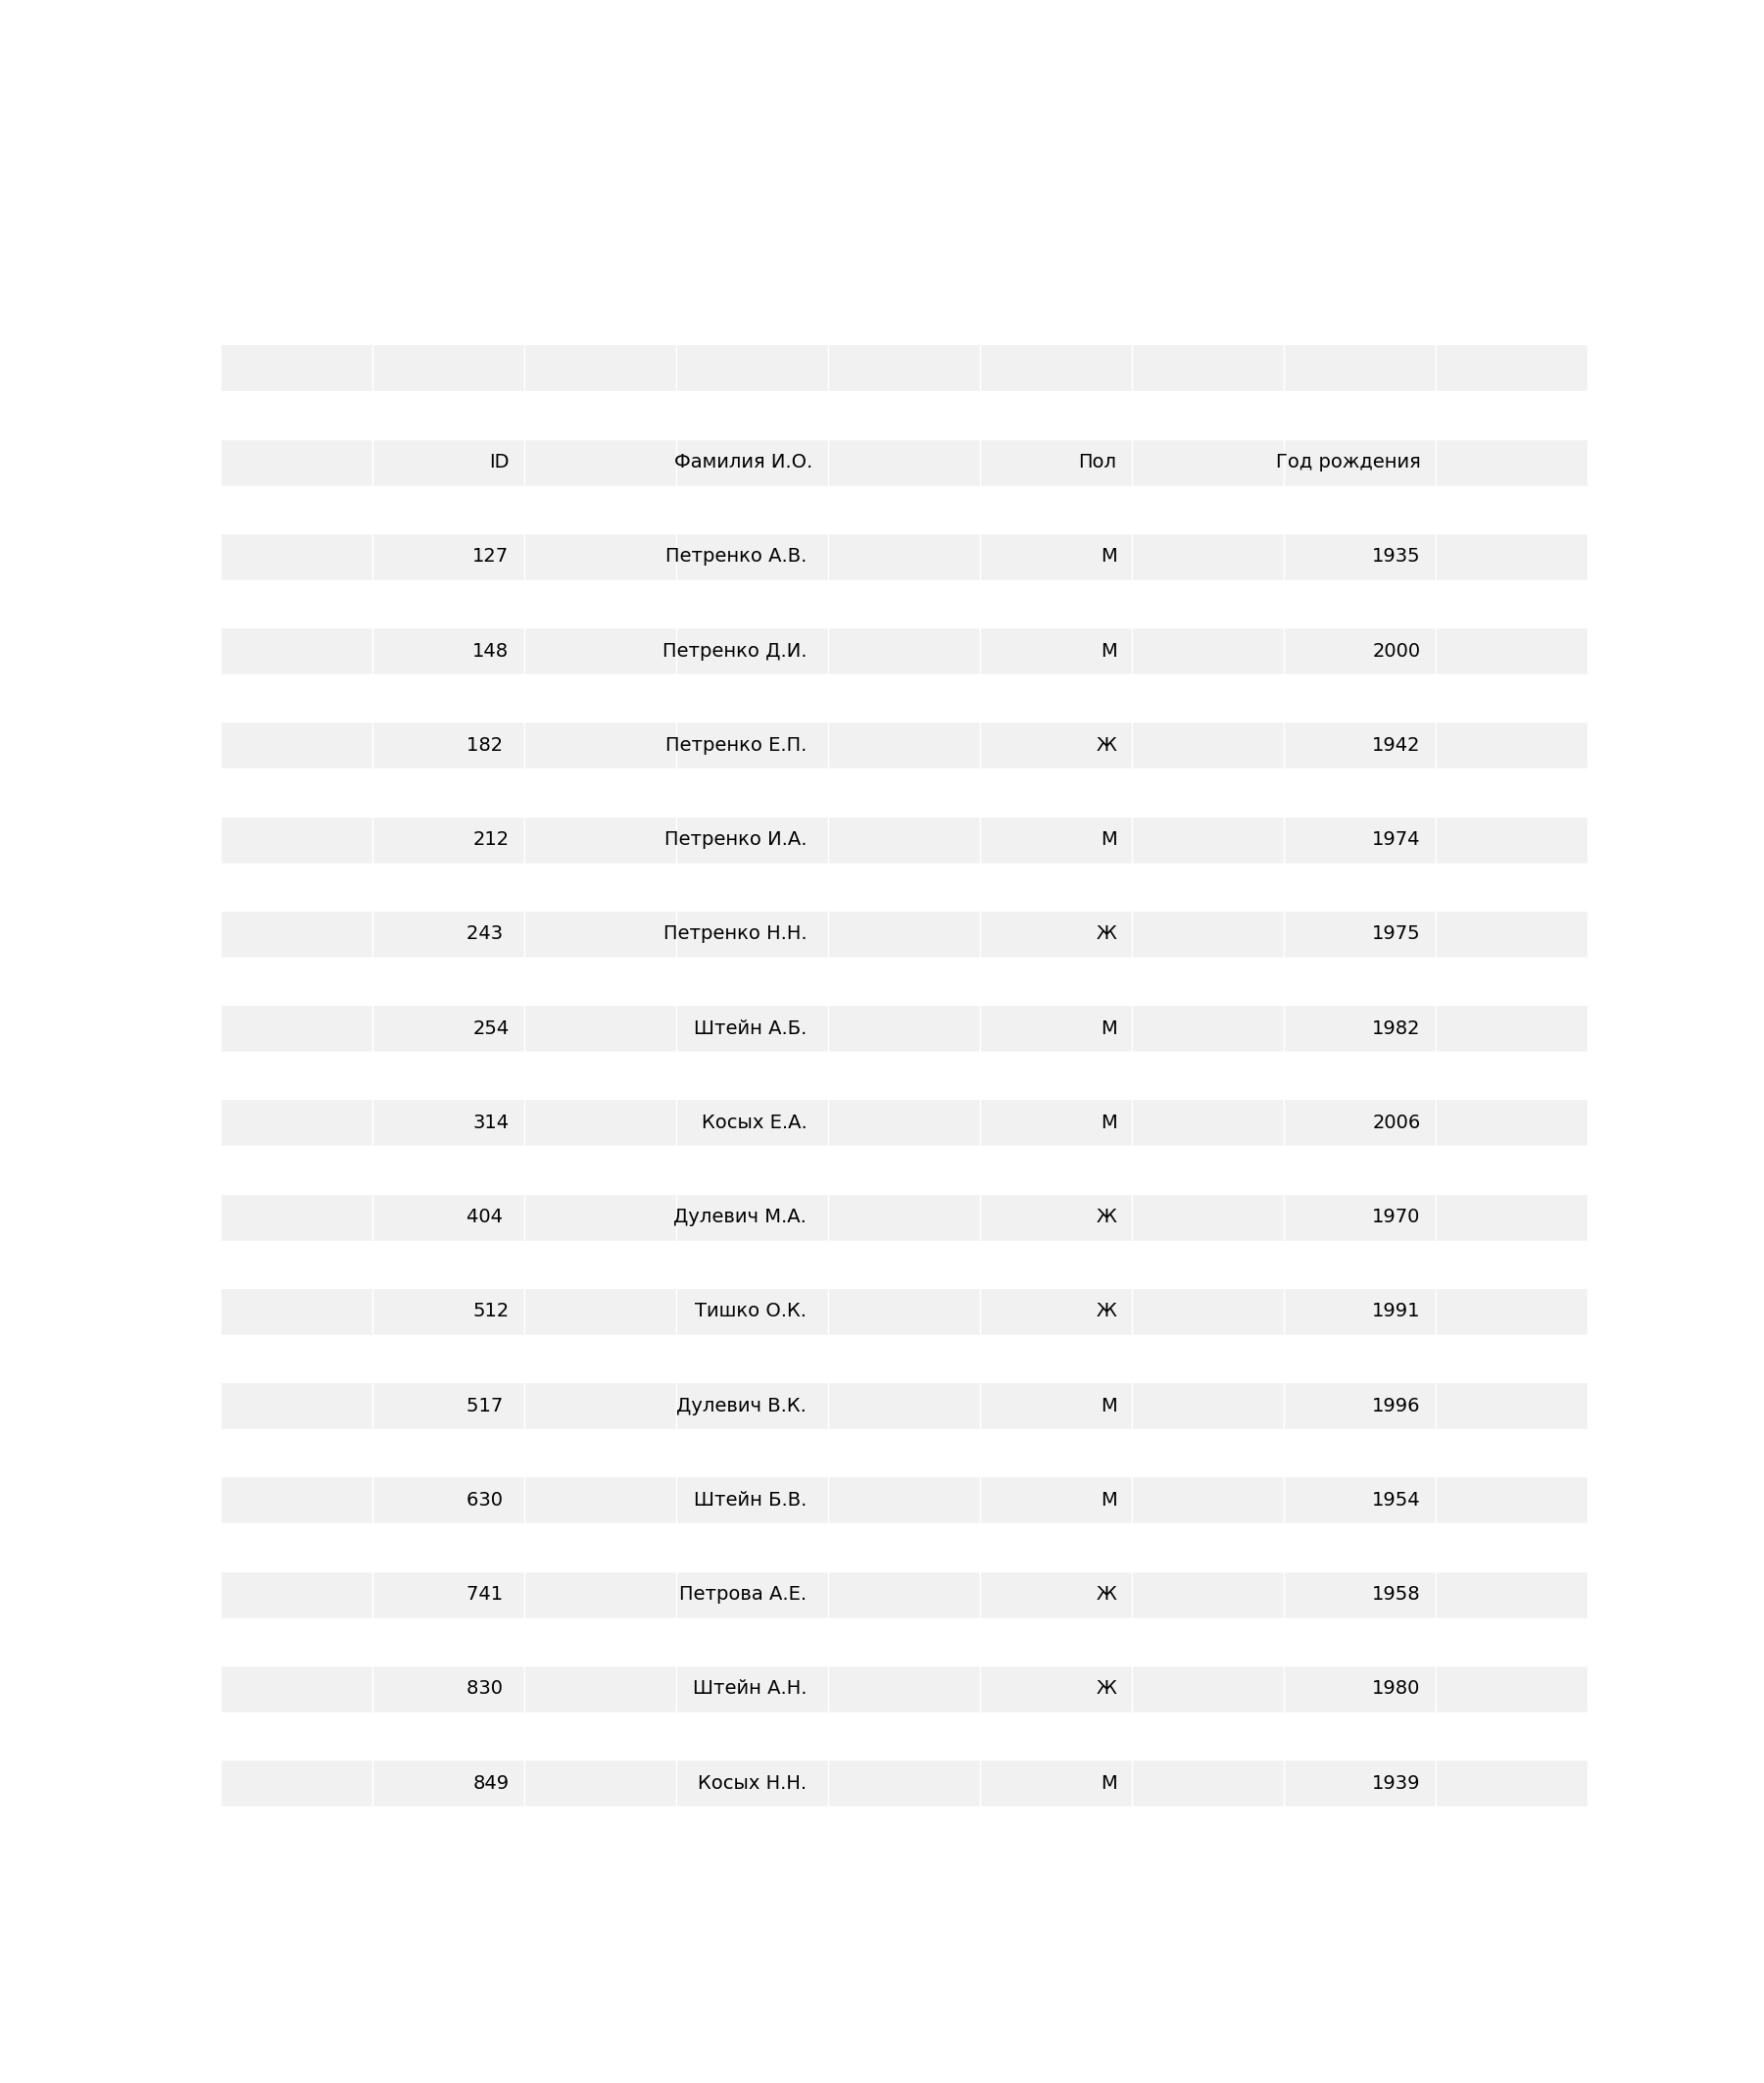 ID Фамилия И.О. Пол Год рождения
127 Петренко А.В. М 1935
148 Петренко Д.И. М 2000
182 Петренко Е.П. Ж 1942
212 Петренко И.А. М 1974
243 Петренко Н.Н. Ж 1975
254 Штейн А.Б. М 1982
314 Косых Е.А. М 2006
404 Дулевич М.А. Ж 1970
512 Тишко О.К. Ж 1991
517 Дулевич В.К. М 1996
630 Штейн Б.В. М 1954
741 Петрова А.Е. Ж 1958
830 Штейн А.Н. Ж 1980
849 Косых Н.Н. М 1939